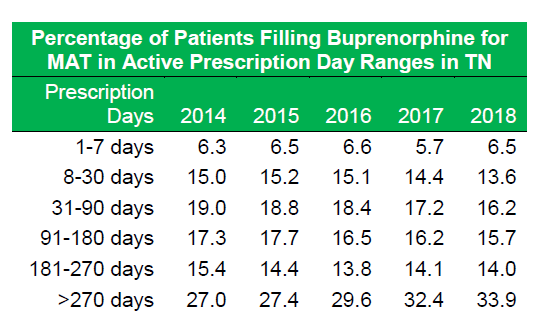 Percentage of Patients Filling Buprenorphine for
MAT in Active Prescription Day Ranges in TN
Prescription
Days 2014 2015 2016 2017 2018
1-7 days 6.3 6.5 6.6 5.7 6.5
8-30 days 15.0 15.2 15.1 14.4 13.6
31-90 days 19.0 18.8 18.4 17.2 16.2
91-180 days 17.3 17.7 16.5 16.2 15.7
181-270 days 15.4 14.4 13.8 14.1 14.0
>270 days 27.0 27.4 29.6 32.4 33.9